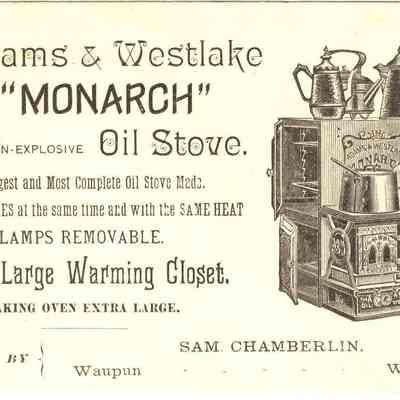 ams & Westlake
"MONARCH"
N-EXPLOSIVE Oil Stove.
gest and Most Complete Oil Stove Made.
ES at the same time and with the SAME HEAT
LAMPS REMOVABLE.
Large Warming Closet.
AKING OVEN EXTRA LARGE.
MONARCH
BY { Waupun
SAM. CHAMBERLIN.
W